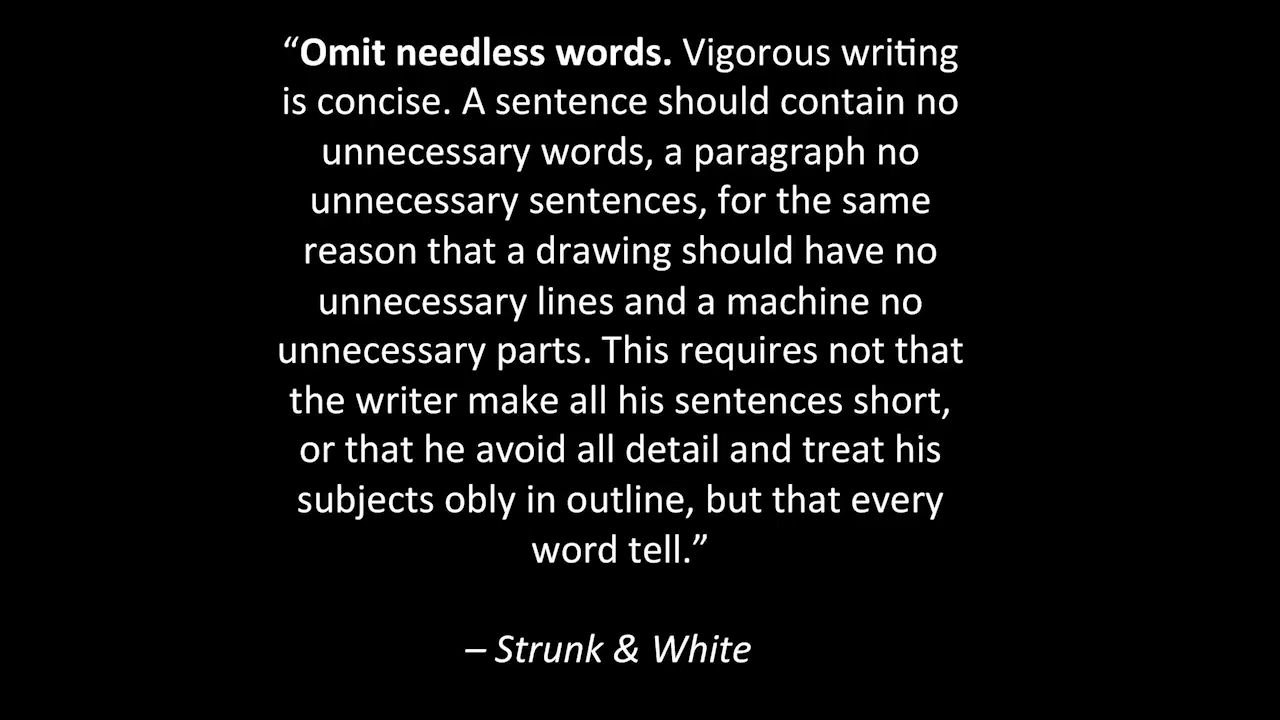 “Omit needless words. Vigorous writing
is concise. A sentence should contain no
unnecessary words, a paragraph no
unnecessary sentences, for the same
reason that a drawing should have no
unnecessary lines and a machine no
unnecessary parts. This requires not that
the writer make all his sentences short,
or that he avoid all detail and treat his
subjects obly in outline, but that every
word tell.”
– Strunk & White